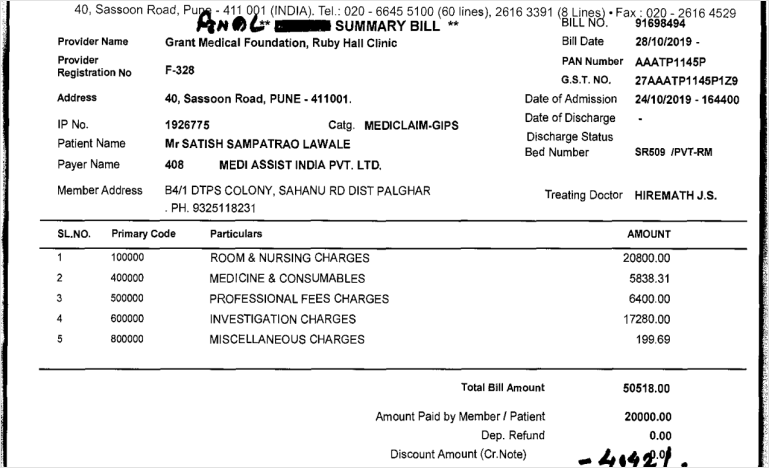 40, Sassoon Road, Pune - 411 001 (INDIA). Tel.: 020 - 6645 5100 (60 lines), 2616 3391 (8 Lines) • Fax : 020 - 2616 4529
** SUMMARY BILL **
BILL NO. 91698494
Provider Name Grant Medical Foundation, Ruby Hall Clinic Bill Date 28/10/2019 -
Provider Registration No F-328 PAN Number AAATP1145P
G.S.T. NO. 27AAATP1145P1Z9
Address 40, Sassoon Road, PUNE - 411001. Date of Admission 24/10/2019 - 164400
Date of Discharge -
IP No. 1926775 Catg. MEDICLAIM-GIPS
Discharge Status
Patient Name Mr SATISH SAMPATRAO LAWALE
Bed Number SR509 /PVT-RM
Payer Name 408 MEDI ASSIST INDIA PVT. LTD.
Member Address B4/1 DTPS COLONY, SAHANU RD DIST PALGHAR
Treating Doctor HIREMATH J.S.
. PH. 9325118231
SL.NO. Primary Code Particulars AMOUNT
1 100000 ROOM & NURSING CHARGES 20800.00
2 400000 MEDICINE & CONSUMABLES 5838.31
3 500000 PROFESSIONAL FEES CHARGES 6400.00
4 600000 INVESTIGATION CHARGES 17280.00
5 800000 MISCELLANEOUS CHARGES 199.69
Total Bill Amount 50518.00
Amount Paid by Member / Patient 20000.00
Dep. Refund 0.00
Discount Amount (Cr.Note)